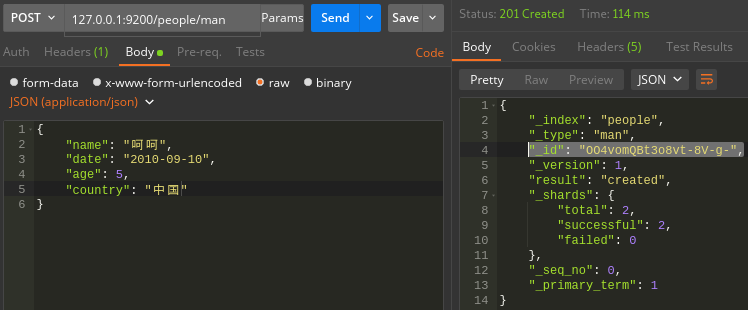 POST 127.0.0.1:9200/people/man Params Send Save
Auth Headers (1) Body Pre-req. Tests Code
form-data x-www-form-urlencoded raw binary
JSON (application/json)
1 {
2 "name": "呵呵",
3 "date": "2010-09-10",
4 "age": 5,
5 "country": "中国"
6 }
Status: 201 Created Time: 114 ms
Body Cookies Headers (5) Test Results
Pretty Raw Preview JSON
1 {
2 "_index": "people",
3 "_type": "man",
4 "_id": "OO4vomQBt3o8vt-8V-g-",
5 "_version": 1,
6 "result": "created",
7 "_shards": {
8 "total": 2,
9 "successful": 2,
10 "failed": 0
11 },
12 "_seq_no": 0,
13 "_primary_term": 1
14 }